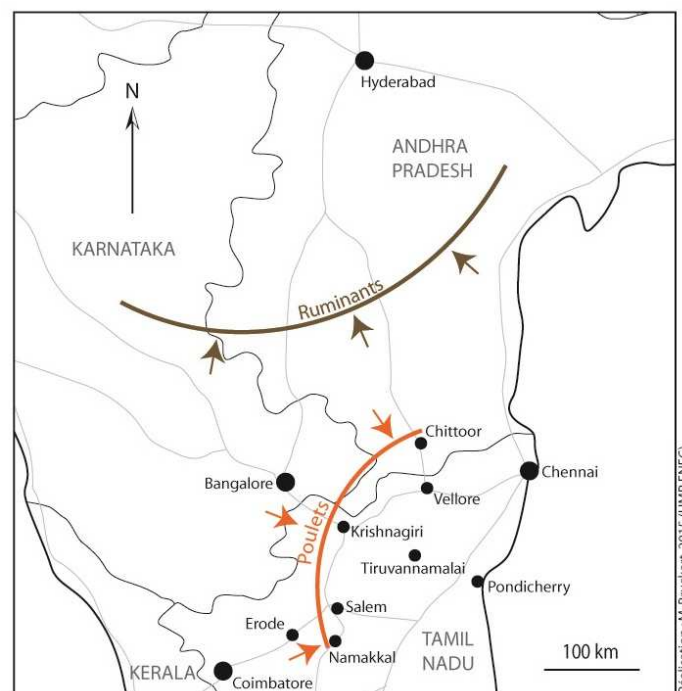 Hyderabad
N
ANDHRA
PRADESH
KARNATAKA
Ruminants
Chittoor
Bangalore
Chennai
Vellore
Poulets
Krishnagiri
Tiruvannamalai
Pondicherry
Salem
Erode
Namakkal
TAMIL
NADU
100 km
KERALA
Coimbatore
2015